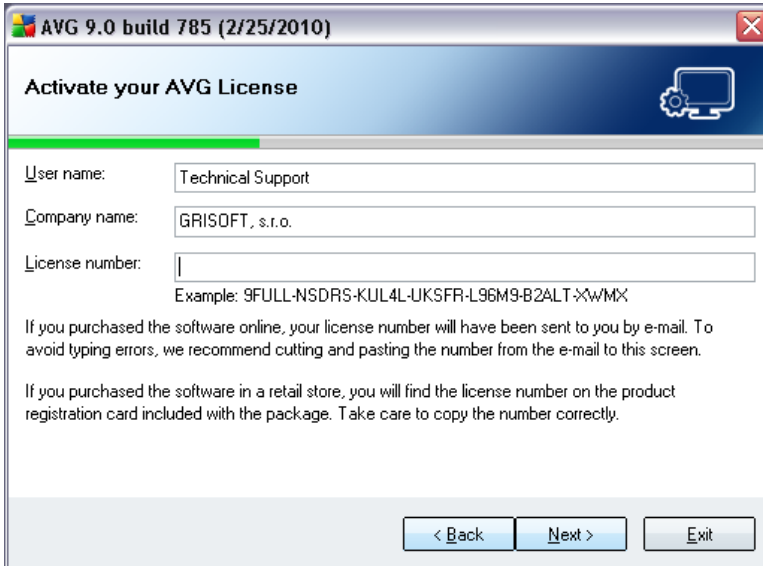 AVG 9.0 build 785 (2/25/2010)
Activate your AVG License
User name:
Technical Support
Company name:
GRISOFT, s.r.o.
License number:
Example: 9FULL-NSDRS-KUL4L-UKSFR-L96M9-B2ALT-XWMX
If you purchased the software online, your license number will have been sent to you by e-mail. To
avoid typing errors, we recommend cutting and pasting the number from the e-mail to this screen.
If you purchased the software in a retail store, you will find the license number on the product
registration card included with the package. Take care to copy the number correctly.
< Back
Next >
Exit